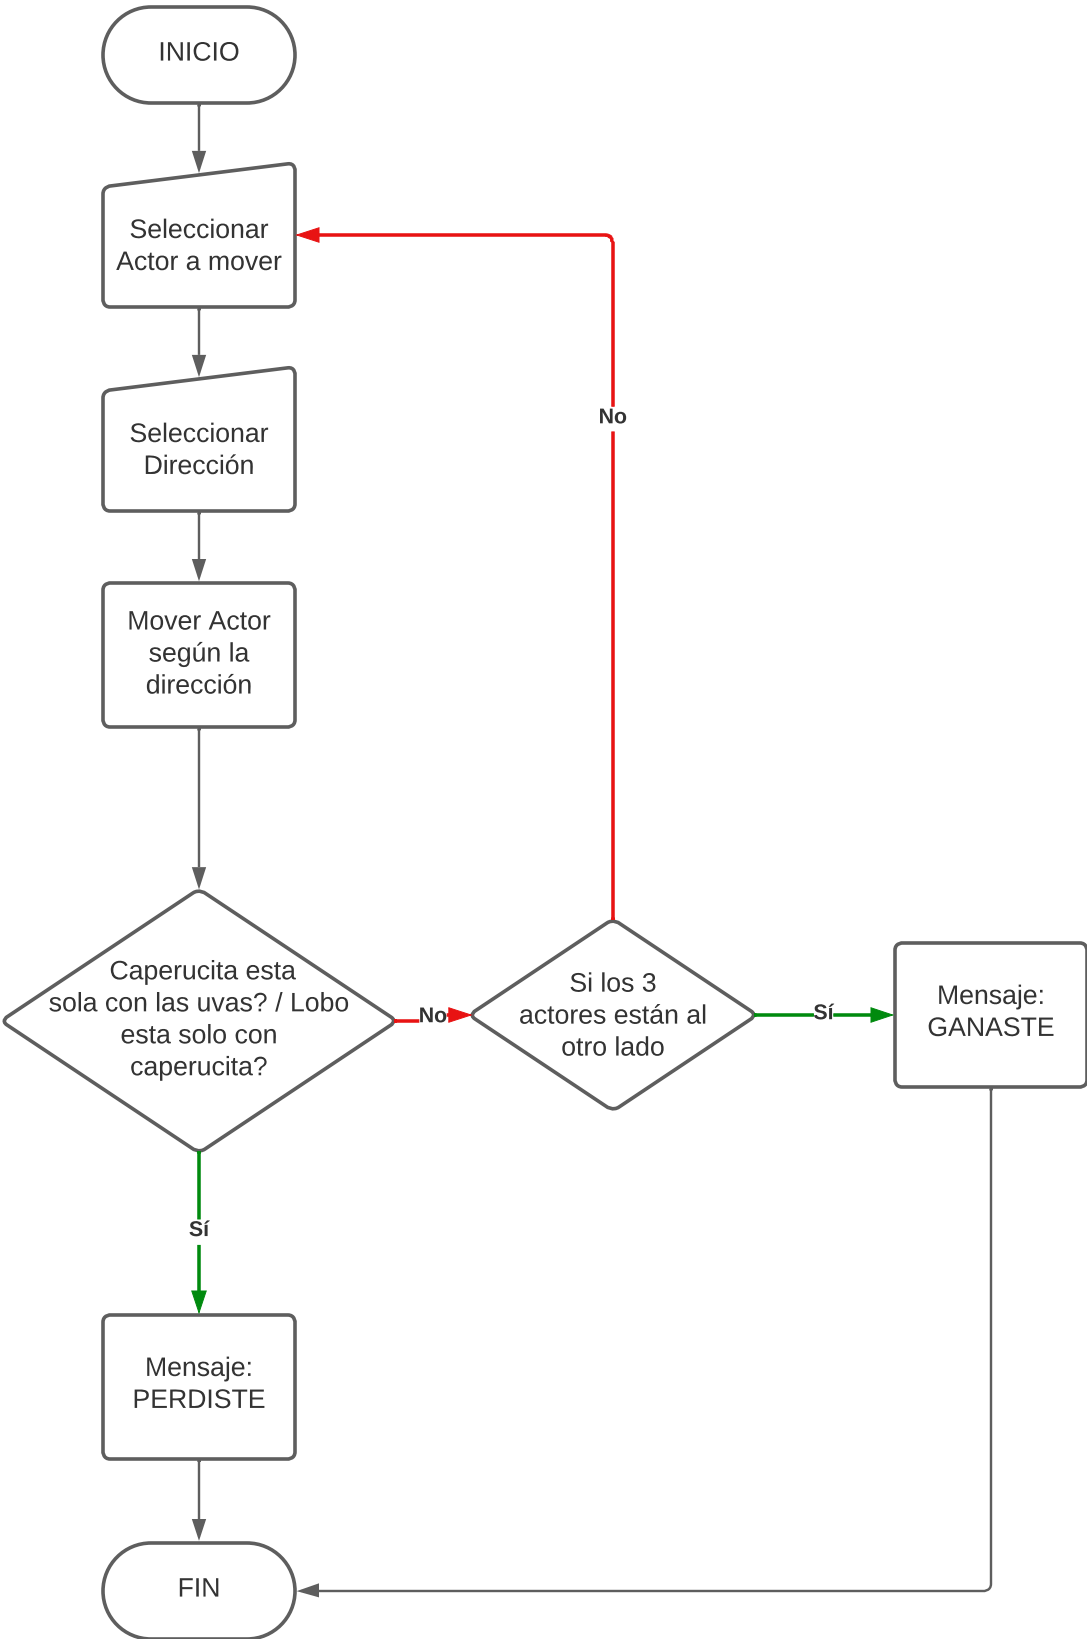 INICIO
Seleccionar
Actor a mover
Seleccionar
Dirección
Mover Actor
según la
dirección
Caperucita esta
sola con las uvas? / Lobo
esta solo con
caperucita?
No
Si los 3
actores están al
otro lado
No
Sí
Mensaje:
GANASTE
Sí
Mensaje:
PERDISTE
FIN